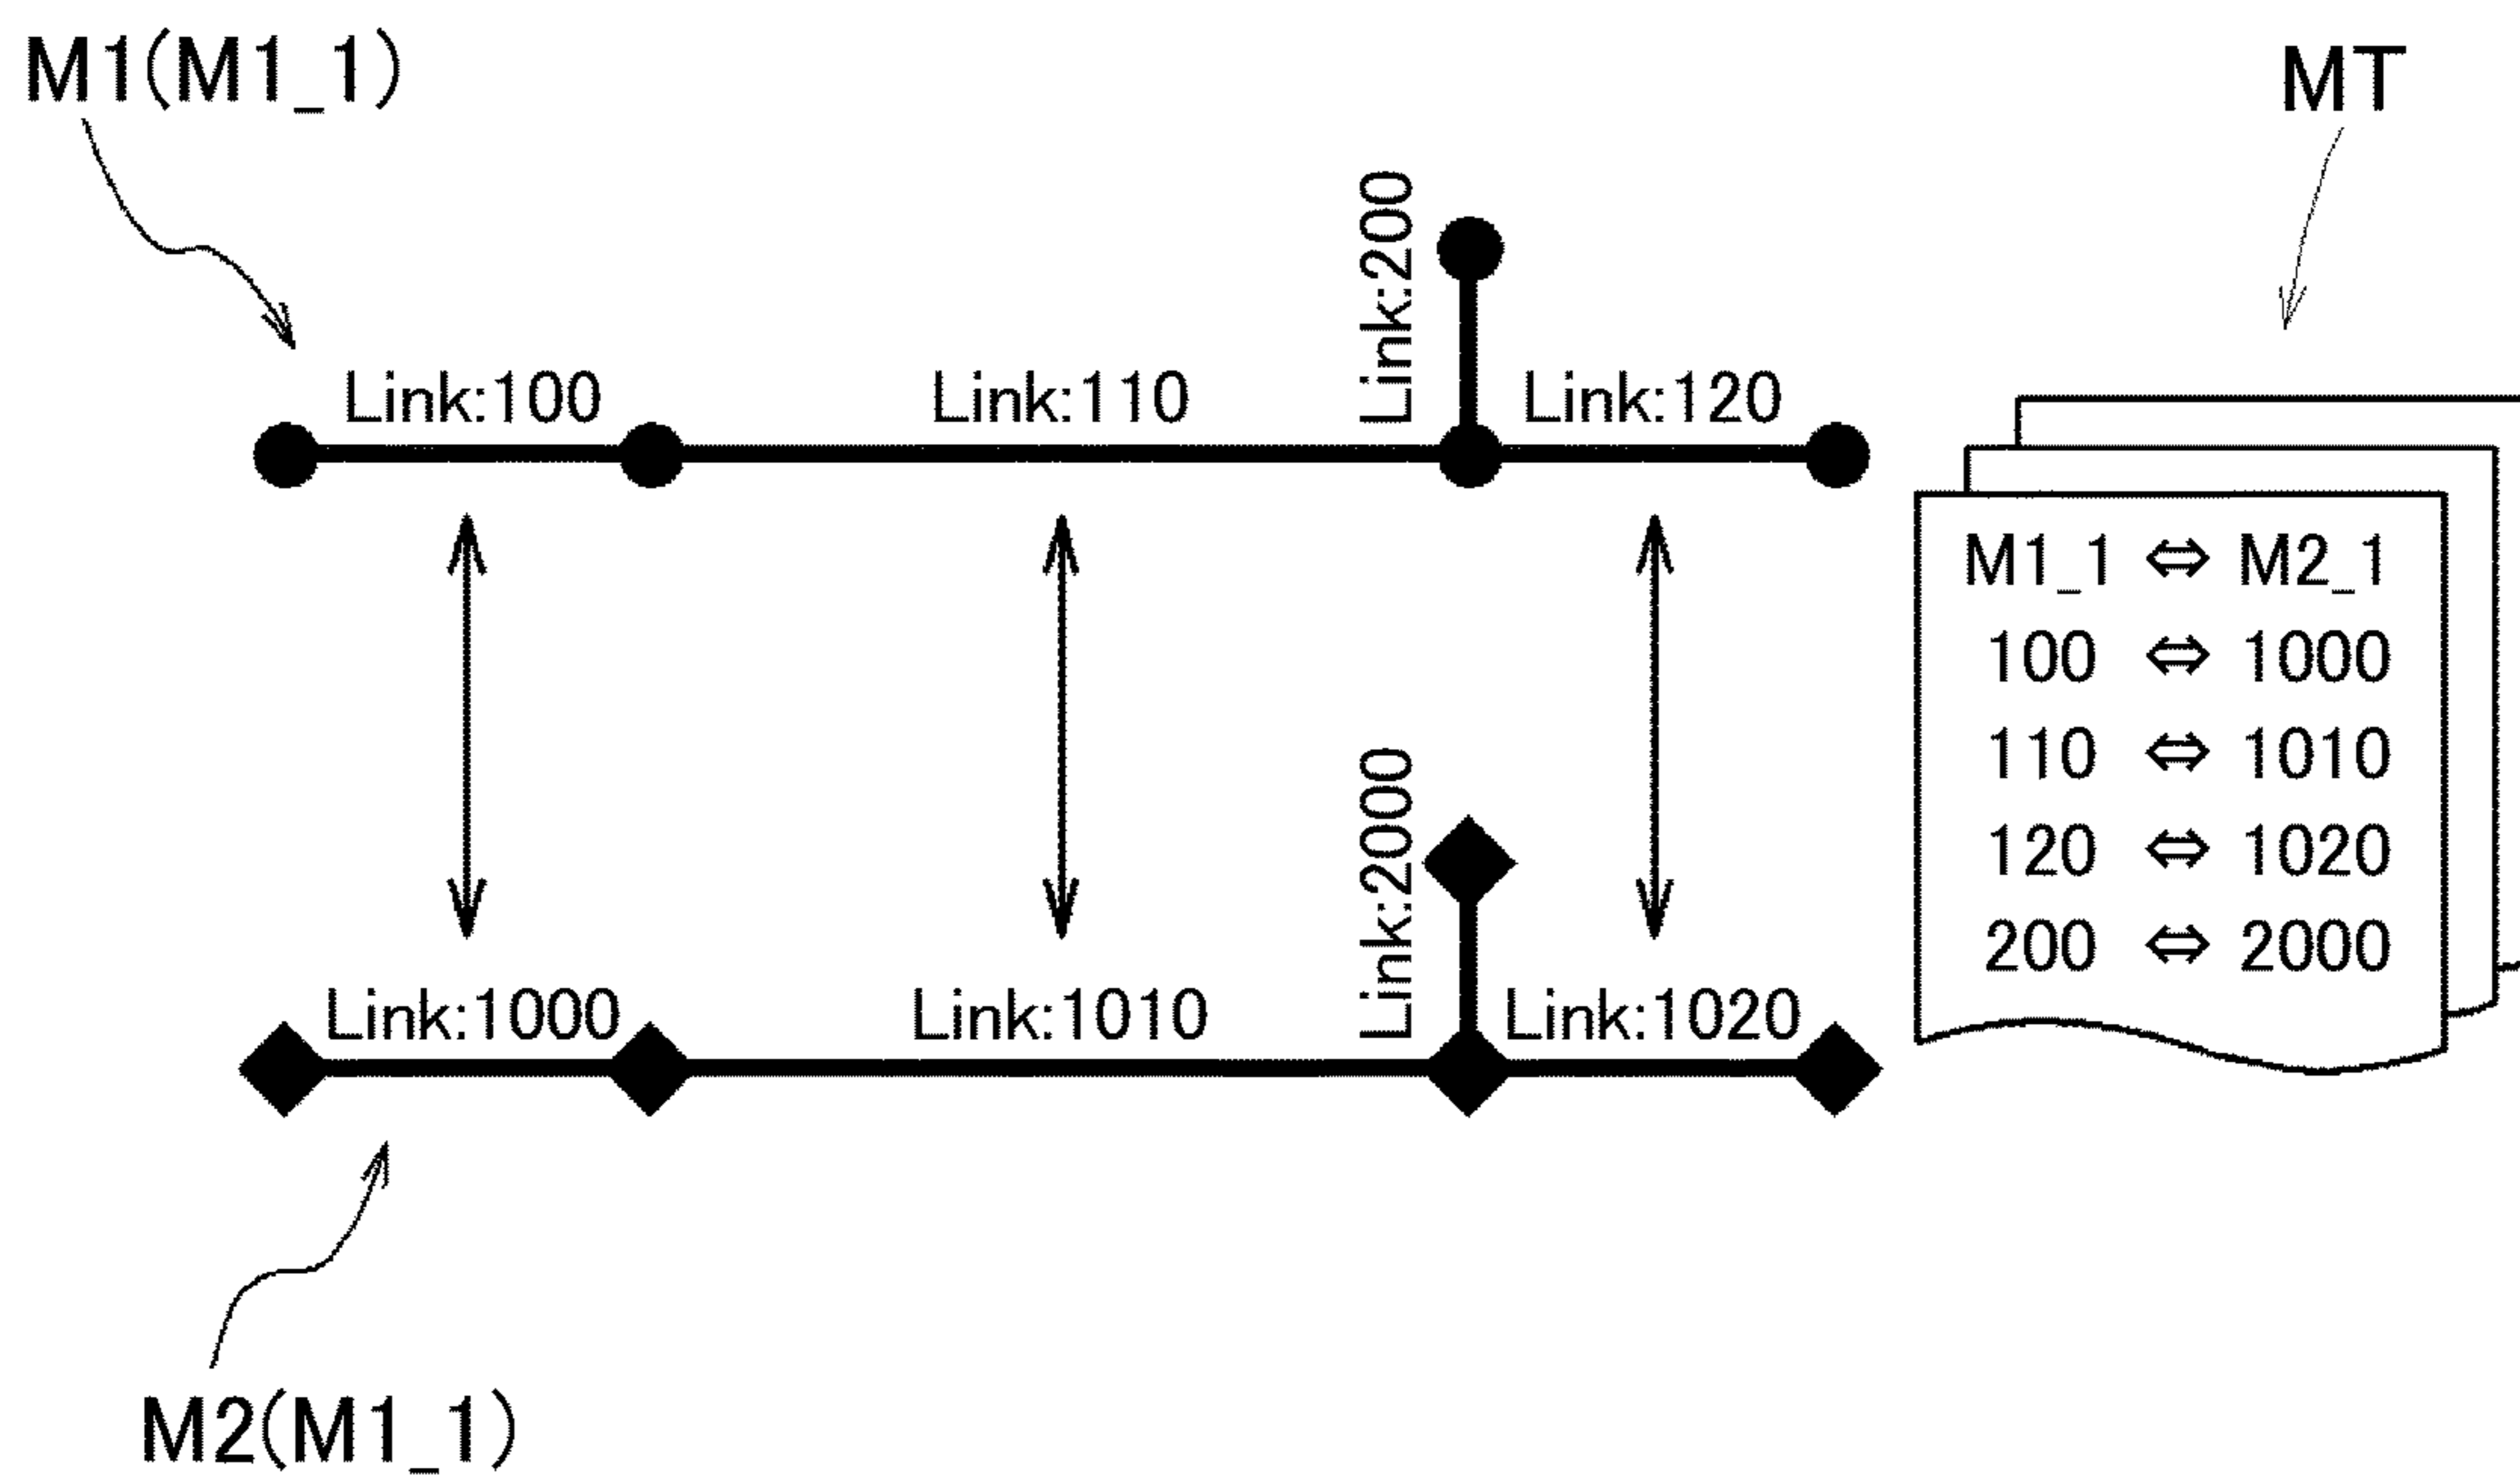 M1(M1_1)
MT
Link:200
Link:100
Link:110
Link:120
M1_1 ⇔ M2_1
100 ⇔ 1000
110 ⇔ 1010
120 ⇔ 1020
200 ⇔ 2000
Link:2000
Link:1000
Link:1010
Link:1020
M2(M1_1)